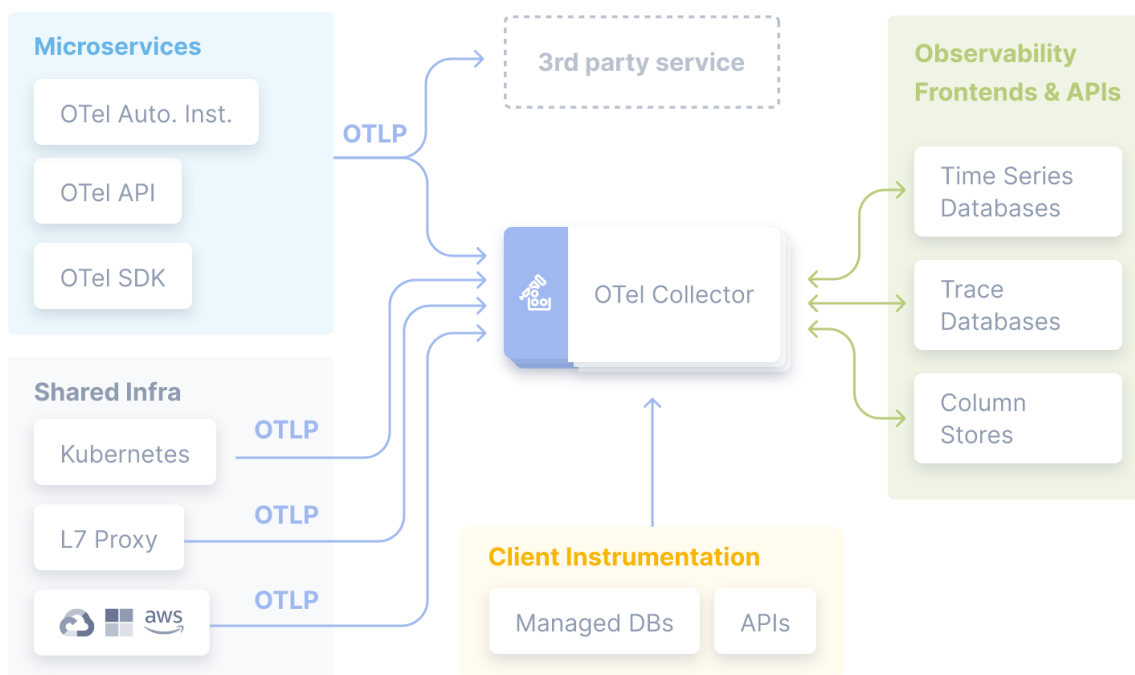 Microservices
OTel Auto. Inst.
OTel API
OTel SDK
OTLP
3rd party service
Observability
Frontends & APIs
Time Series
Databases
Trace
Databases
Column
Stores
OTel Collector
Shared Infra
Kubernetes
OTLP
L7 Proxy
OTLP
aws
OTLP
Client Instrumentation
Managed DBs
APIs